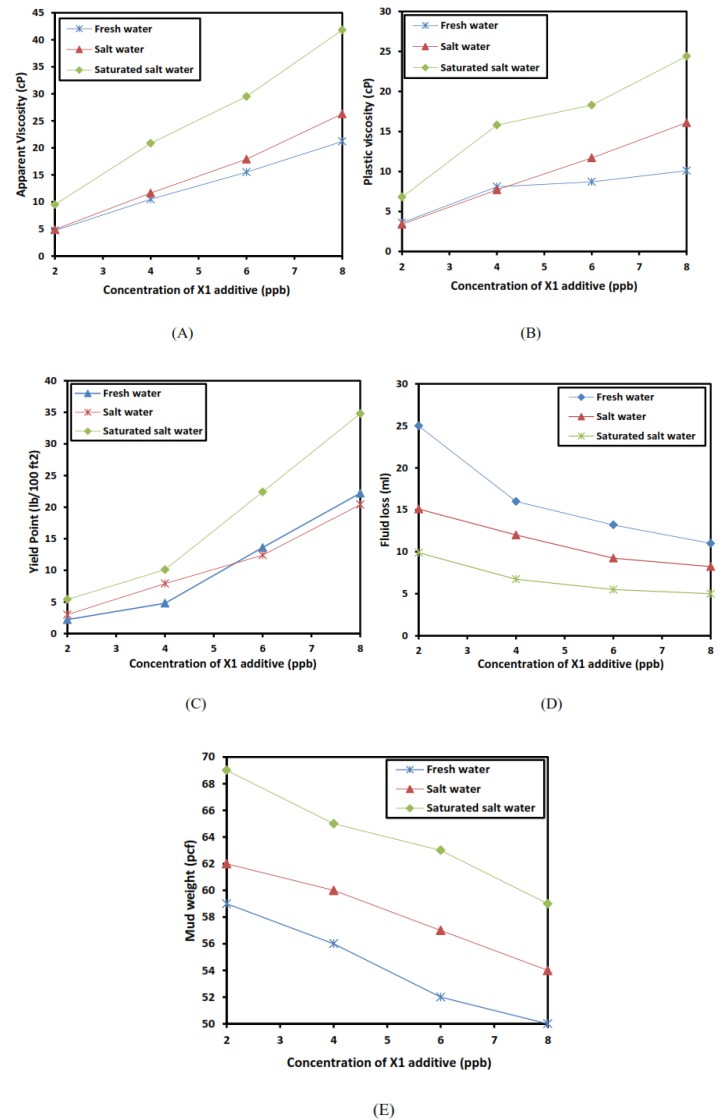 45
40
35
30
25
20
15
10
5
0
Apparent Viscosity (cP)
Fresh water
Salt water
Saturated salt water
2 3 4 5 6 7 8
Concentration of X1 additive (ppb)
(A)
30
25
20
15
10
5
0
Plastic viscosity (cP)
Fresh water
Salt water
Saturated salt water
2 3 4 5 6 7 8
Concentration of X1 additive (ppb)
(B)
40
35
30
25
20
15
10
5
0
Yield Point (lb/100 ft2)
Fresh water
Salt water
Saturated salt water
2 3 4 5 6 7 8
Concentration of X1 additive (ppb)
(C)
30
25
20
15
10
5
0
Fluid loss (ml)
Fresh water
Salt water
Saturated salt water
2 3 4 5 6 7 8
Concentration of X1 additive (ppb)
(D)
70
68
66
64
62
60
58
56
54
52
50
Mud weight (pcf)
Fresh water
Salt water
Saturated salt water
2 3 4 5 6 7 8
Concentration of X1 additive (ppb)
(E)